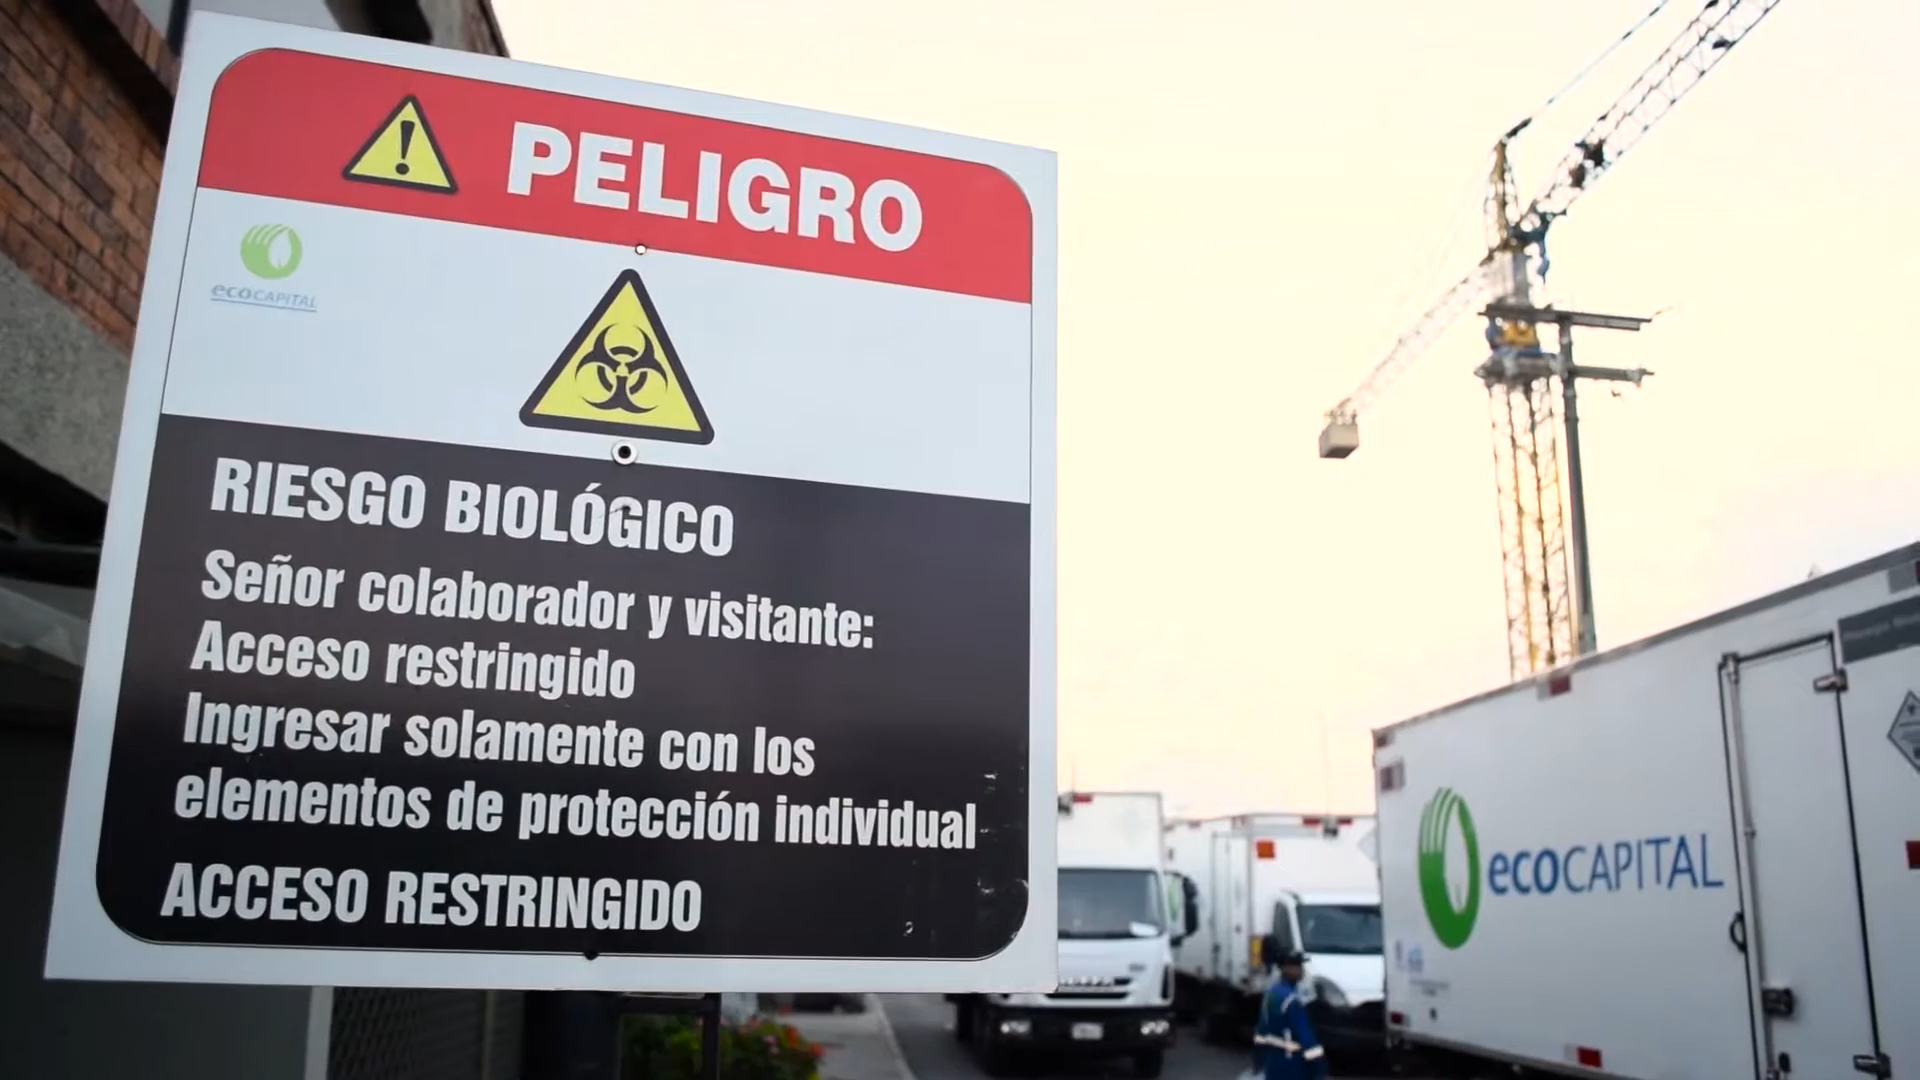 PELIGRO
ecoCAPITAL
RIESGO BIOLÓGICO
Señor colaborador y visitante:
Acceso restringido
Ingresar solamente con los
elementos de protección individual
ACCESO RESTRINGIDO
ecoCAPITAL